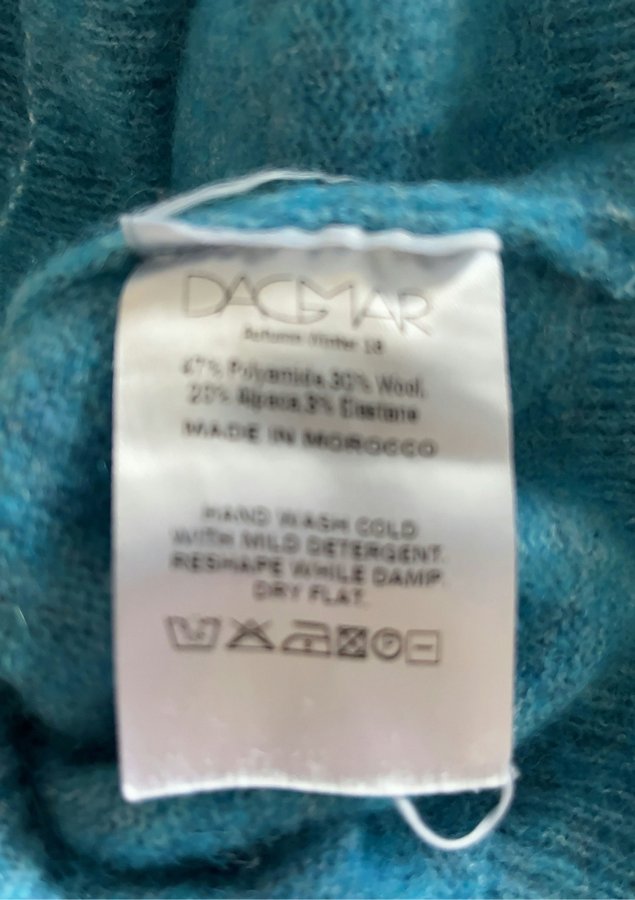 DAGMAR
Autumn Winter 18
47% Polyamide, 30% Wool,
20% Alpaca, 3% Elastane
MADE IN MOROCCO
HAND WASH COLD
WITH MILD DETERGENT.
RESHAPE WHILE DAMP.
DRY FLAT.
P